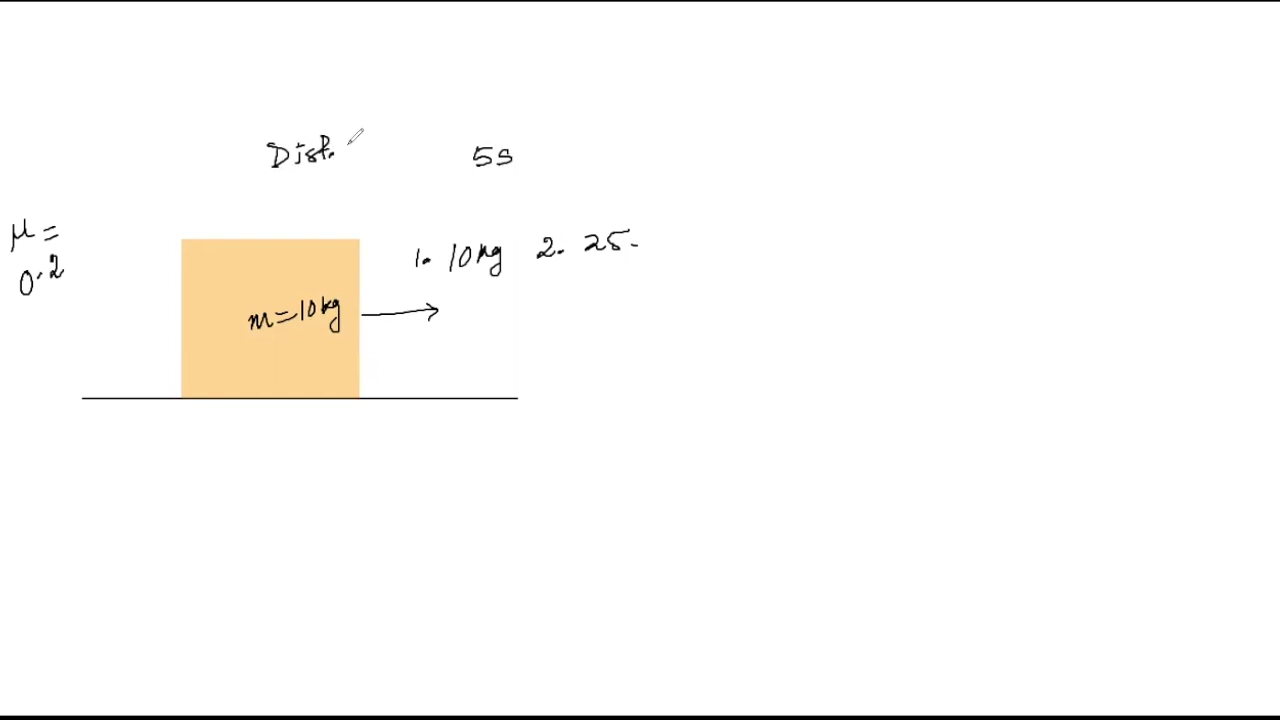 Dist. 5s
μ =
0.2
1. 10kg 2. 25.
m=10kg